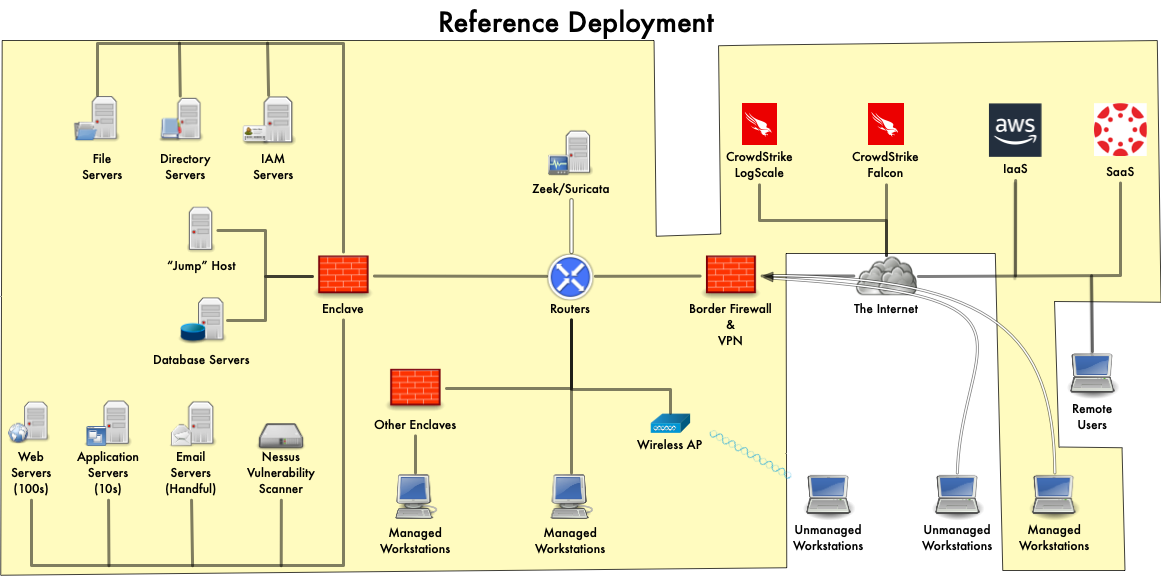 Reference Deployment
File
Servers
Directory
Servers
IAM
Servers
Zeek/Suricata
CrowdStrike
LogScale
CrowdStrike
Falcon
aws
IaaS
SaaS
“Jump” Host
Enclave
Routers
Border Firewall
&
VPN
The Internet
Database Servers
Remote
Users
Other Enclaves
Wireless AP
Web
Servers
(100s)
Application
Servers
(10s)
Email
Servers
(Handful)
Nessus
Vulnerability
Scanner
Managed
Workstations
Managed
Workstations
Unmanaged
Workstations
Unmanaged
Workstations
Managed
Workstations